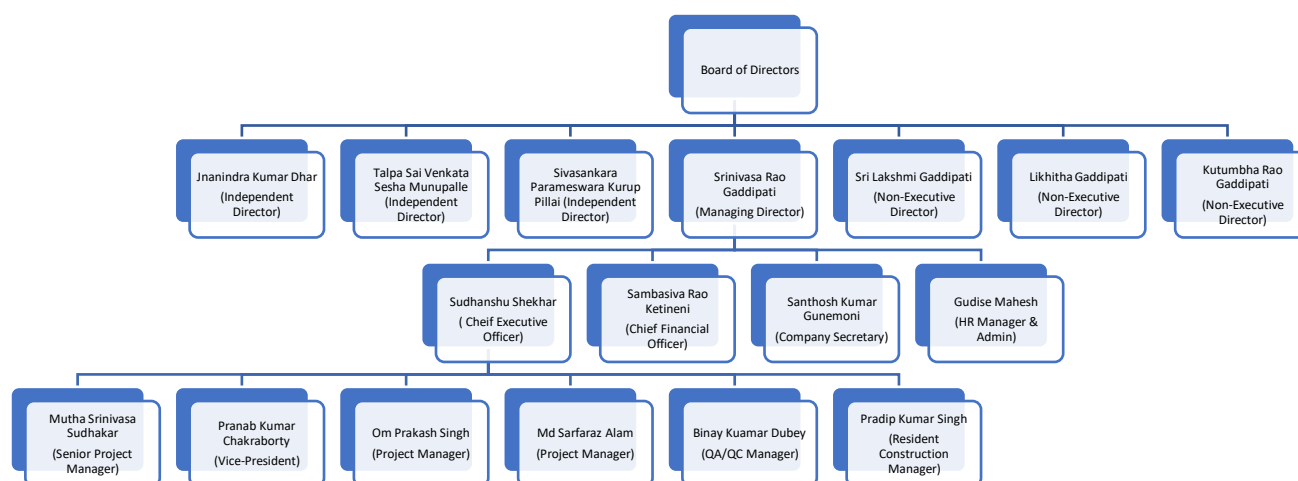 Board of Directors
Jnanindra Kumar Dhar
(Independent
Director)
Talpa Sai Venkata
Sesha Munupalle
(Independent
Director)
Sivasankara
Parameswara Kurup
Pillai (Independent
Director)
Srinivasa Rao
Gaddipati
(Managing Director)
Sri Lakshmi Gaddipati
(Non-Executive
Director)
Likhitha Gaddipati
(Non-Executive
Director)
Kutumbha Rao
Gaddipati
(Non-Executive
Director)
Sudhanshu Shekhar
( Cheif Executive
Officer)
Sambasiva Rao
Ketineni
(Chief Financial
Officer)
Santhosh Kumar
Gunemoni
(Company Secretary)
Gudise Mahesh
(HR Manager &
Admin)
Mutha Srinivasa
Sudhakar
(Senior Project
Manager)
Pranab Kumar
Chakraborty
(Vice-President)
Om Prakash Singh
(Project Manager)
Md Sarfaraz Alam
(Project Manager)
Binay Kuamar Dubey
(QA/QC Manager)
Pradip Kumar Singh
(Resident
Construction
Manager)